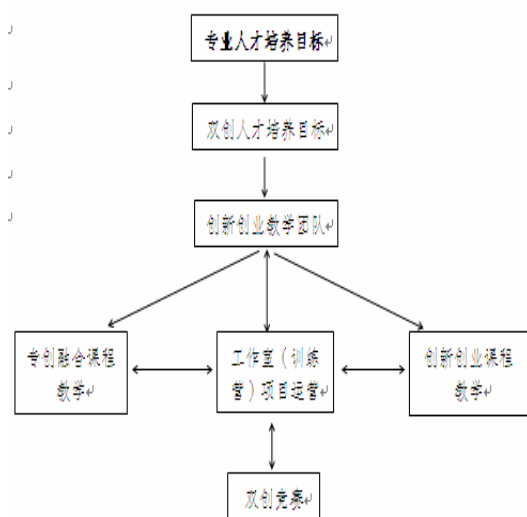 专业人才培养目标
双创人才培养目标
创新创业教学团队
专创融合课程
教学
工作室（训练
营）项目运营
创新创业课程
教学
双创竞赛